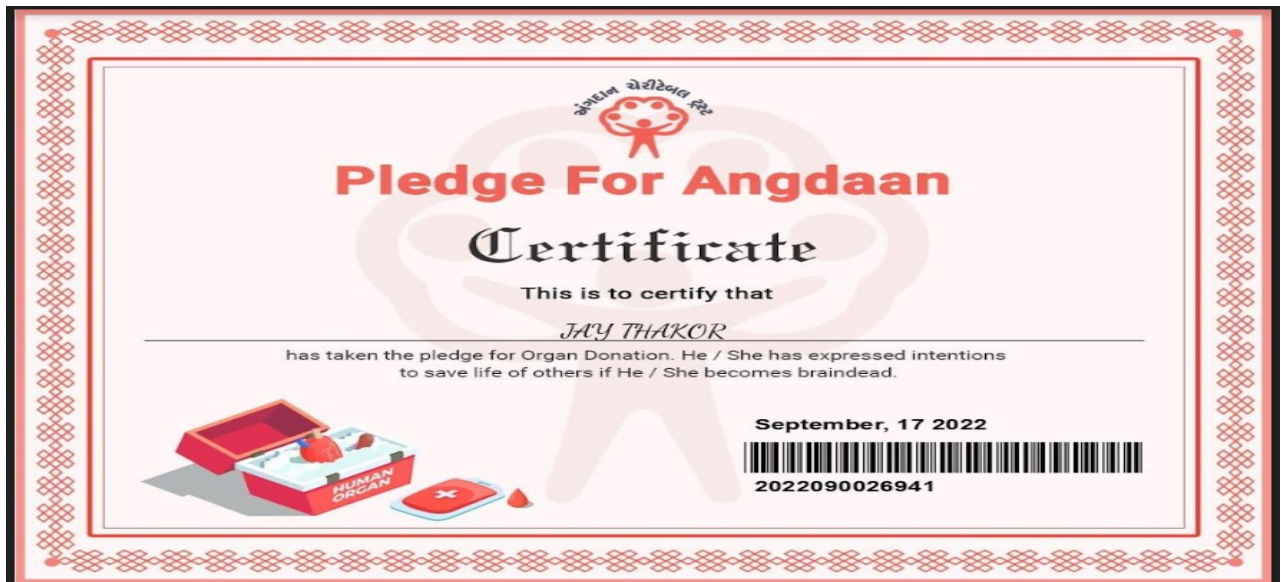 અંગદાન ચેરીટેબલ ટ્રસ્ટ
Pledge For Angdaan
Certificate
This is to certify that
JAY THAKOR
has taken the pledge for Organ Donation. He / She has expressed intentions
to save life of others if He / She becomes braindead.
HUMAN
ORGAN
September, 17 2022
2022090026941